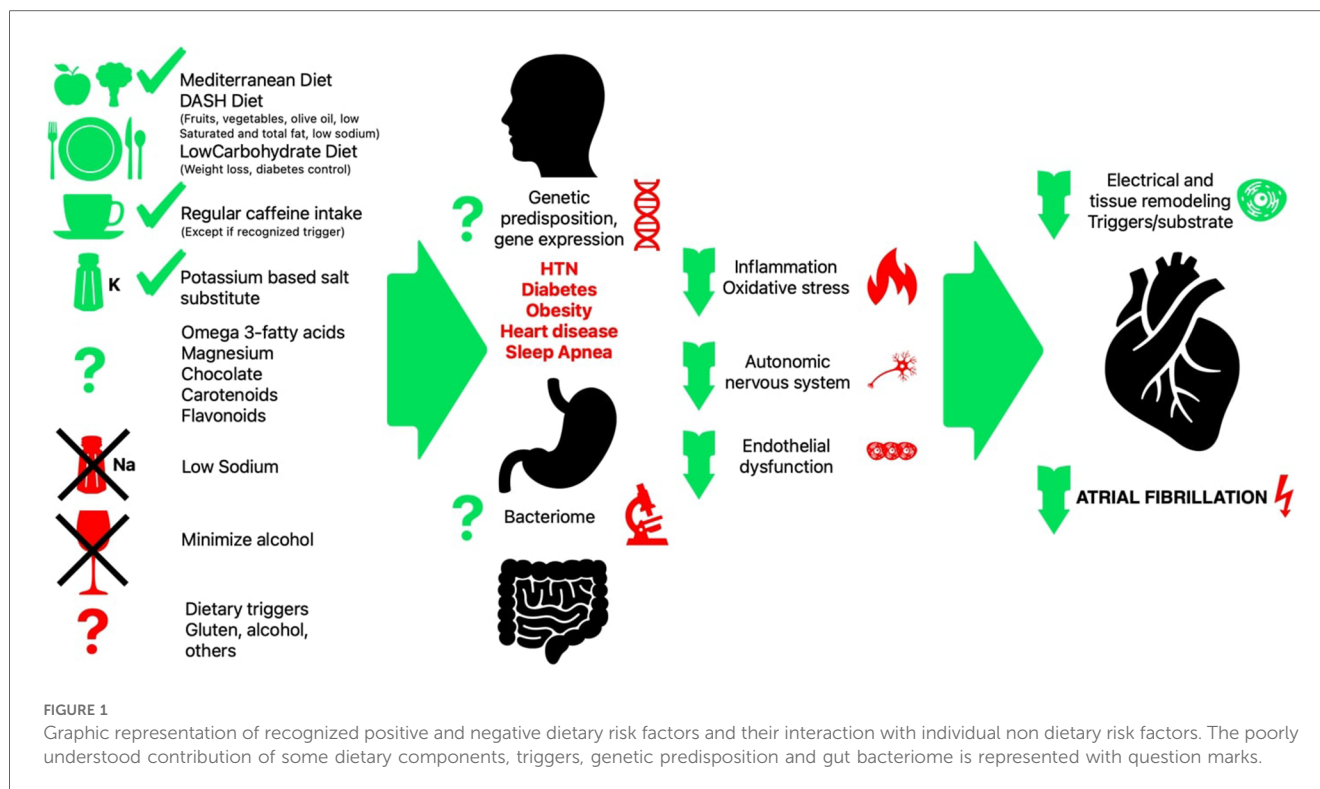 Mediterranean Diet
DASH Diet
(Fruits, vegetables, olive oil, low
Saturated and total fat, low sodium)
LowCarbohydrate Diet
(Weight loss, diabetes control)
Regular caffeine intake
(Except if recognized trigger)
K
Potassium based salt
substitute
?
Omega 3-fatty acids
Magnesium
Chocolate
Carotenoids
Flavonoids
Na
Low Sodium
Minimize alcohol
?
Dietary triggers
Gluten, alcohol,
others
?
Genetic
predisposition,
gene expression
HTN
Diabetes
Obesity
Heart disease
Sleep Apnea
?
Bacteriome
Inflammation
Oxidative stress
Autonomic
nervous system
Endothelial
dysfunction
Electrical and
tissue remodeling
Triggers/substrate
ATRIAL FIBRILLATION
FIGURE 1
Graphic representation of recognized positive and negative dietary risk factors and their interaction with individual non dietary risk factors. The poorly
understood contribution of some dietary components, triggers, genetic predisposition and gut bacteriome is represented with question marks.